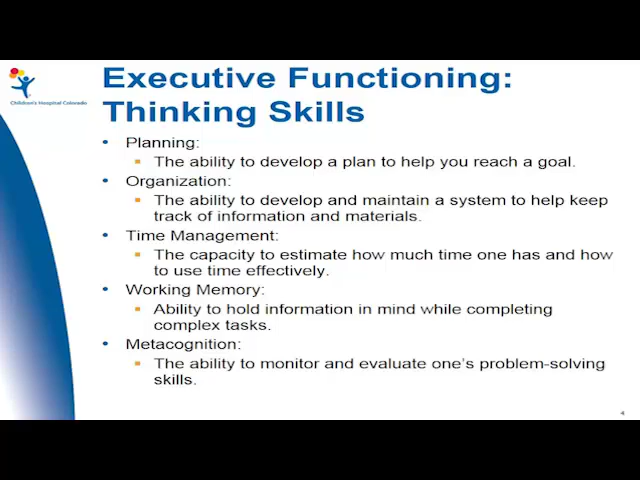 Children's Hospital Colorado
Executive Functioning:
Thinking Skills
• Planning:
▪ The ability to develop a plan to help you reach a goal.
• Organization:
▪ The ability to develop and maintain a system to help keep
track of information and materials.
• Time Management:
▪ The capacity to estimate how much time one has and how
to use time effectively.
• Working Memory:
▪ Ability to hold information in mind while completing
complex tasks.
• Metacognition:
▪ The ability to monitor and evaluate one's problem-solving
skills.
4